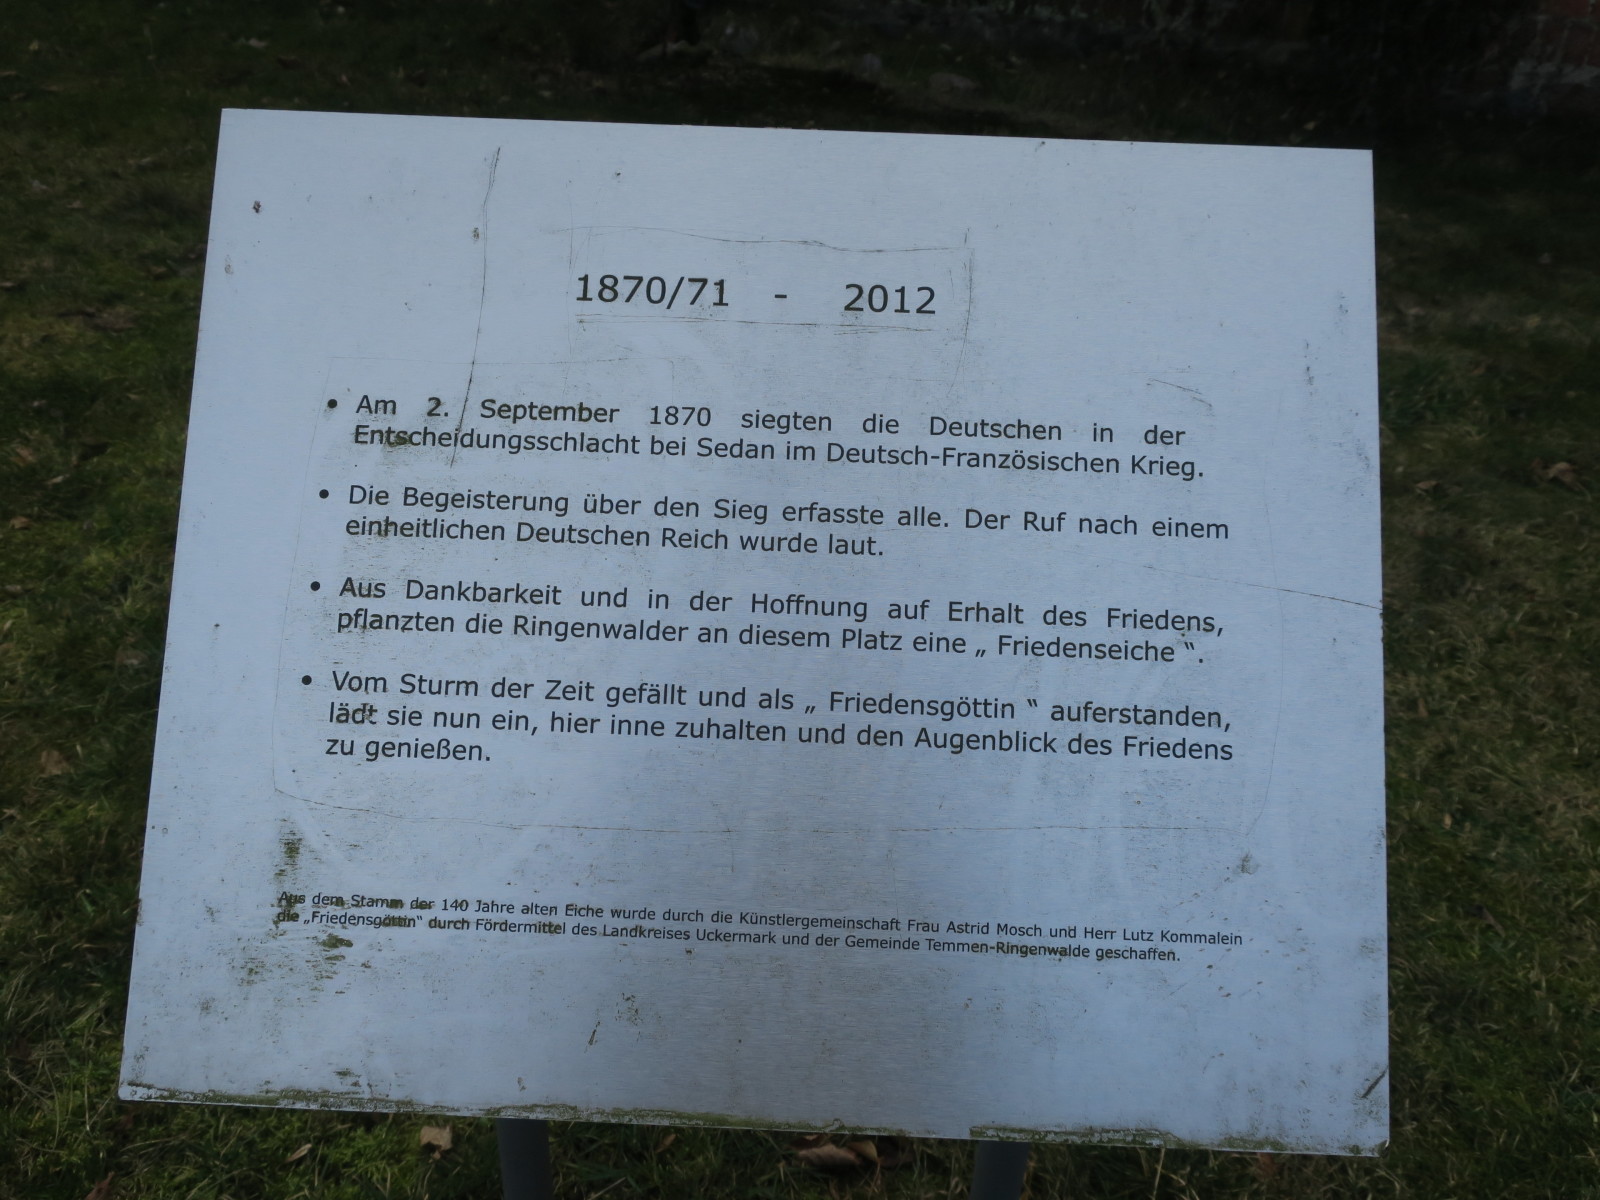 1870/71 - 2012
• Am 2. September 1870 siegten die Deutschen in der
Entscheidungsschlacht bei Sedan im Deutsch-Französischen Krieg.
• Die Begeisterung über den Sieg erfasste alle. Der Ruf nach einem
einheitlichen Deutschen Reich wurde laut.
• Aus Dankbarkeit und in der Hoffnung auf Erhalt des Friedens,
pflanzten die Ringenwalder an diesem Platz eine „ Friedenseiche “.
• Vom Sturm der Zeit gefällt und als „ Friedensgöttin “ auferstanden,
lädt sie nun ein, hier inne zuhalten und den Augenblick des Friedens
zu genießen.
Aus dem Stamm der 140 Jahre alten Eiche wurde durch die Künstlergemeinschaft Frau Astrid Mosch und Herr Lutz Kommalein
die „Friedensgöttin“ durch Fördermittel des Landkreises Uckermark und der Gemeinde Temmen-Ringenwalde geschaffen.